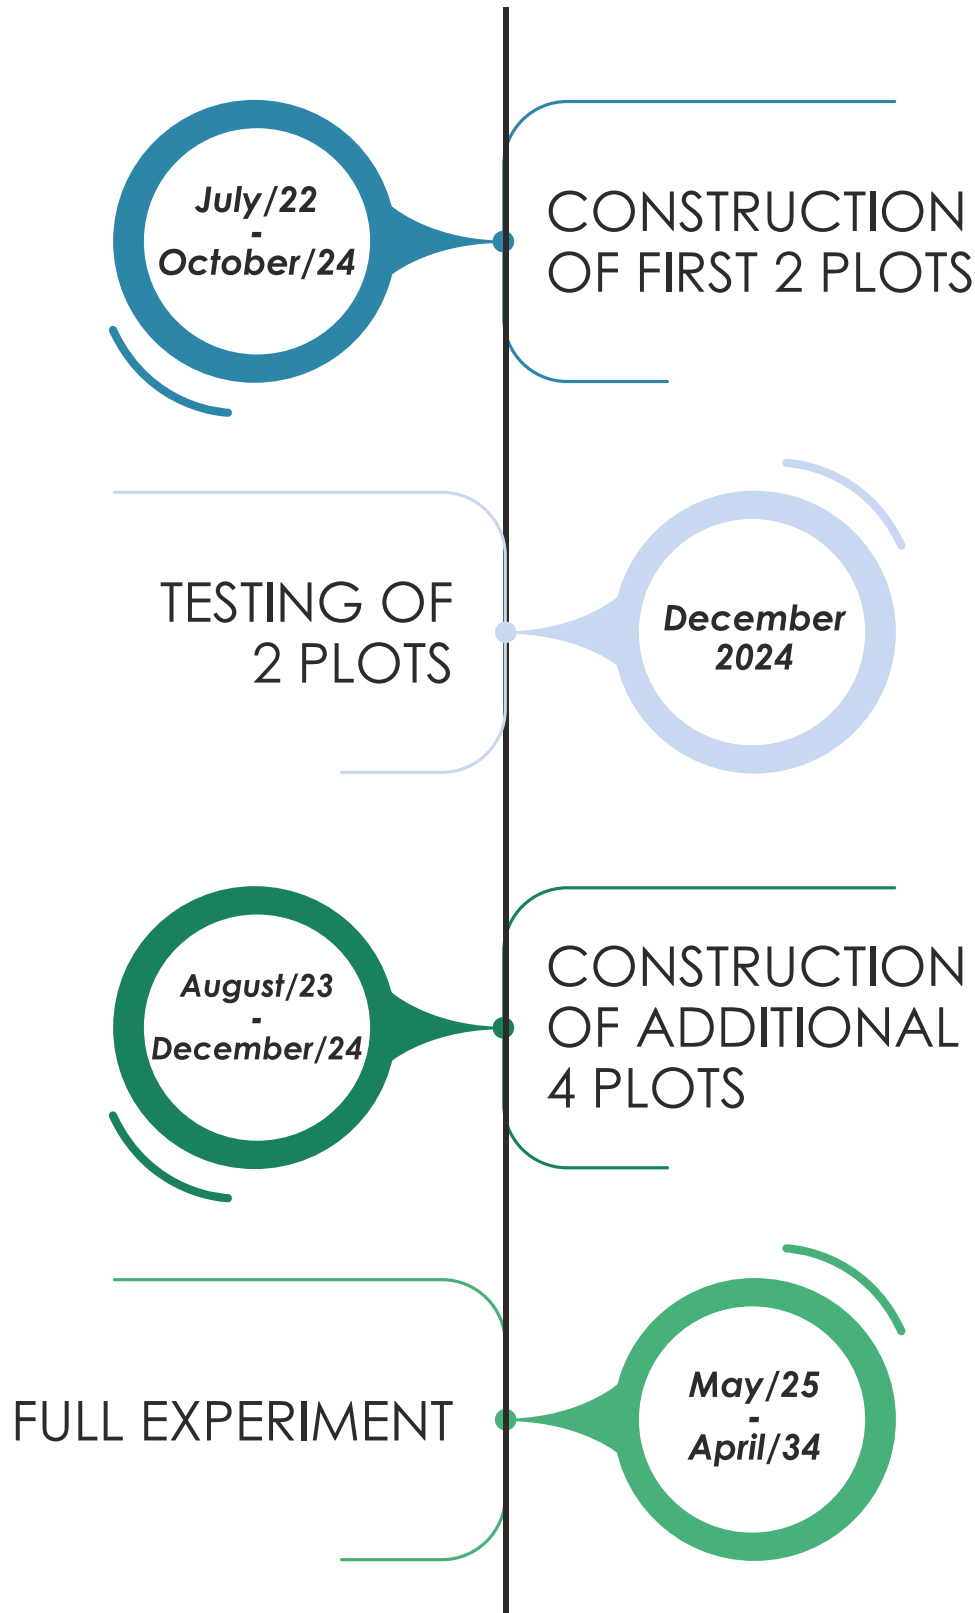 July/22
-
October/24
CONSTRUCTION
OF FIRST 2 PLOTS
TESTING OF
2 PLOTS
December
2024
August/23
-
December/24
CONSTRUCTION
OF ADDITIONAL
4 PLOTS
FULL EXPERIMENT
May/25
-
April/34